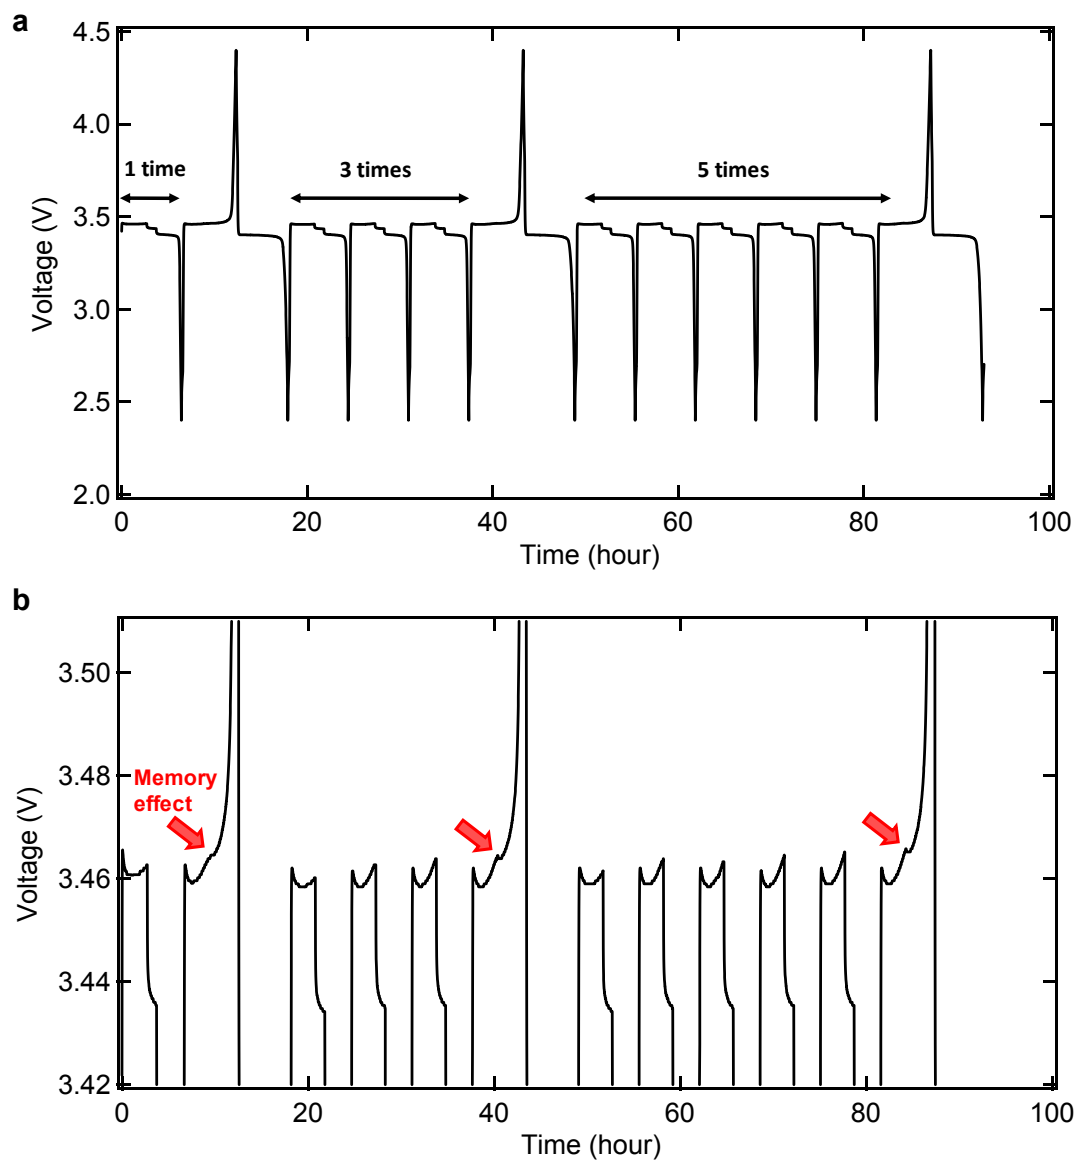 a
4.5
4.0
3.5
3.0
2.5
2.0
Voltage (V)
1 time
3 times
5 times
0
20
40
60
80
100
Time (hour)
b
3.50
3.48
3.46
3.44
3.42
Voltage (V)
Memory
effect
0
20
40
60
80
100
Time (hour)